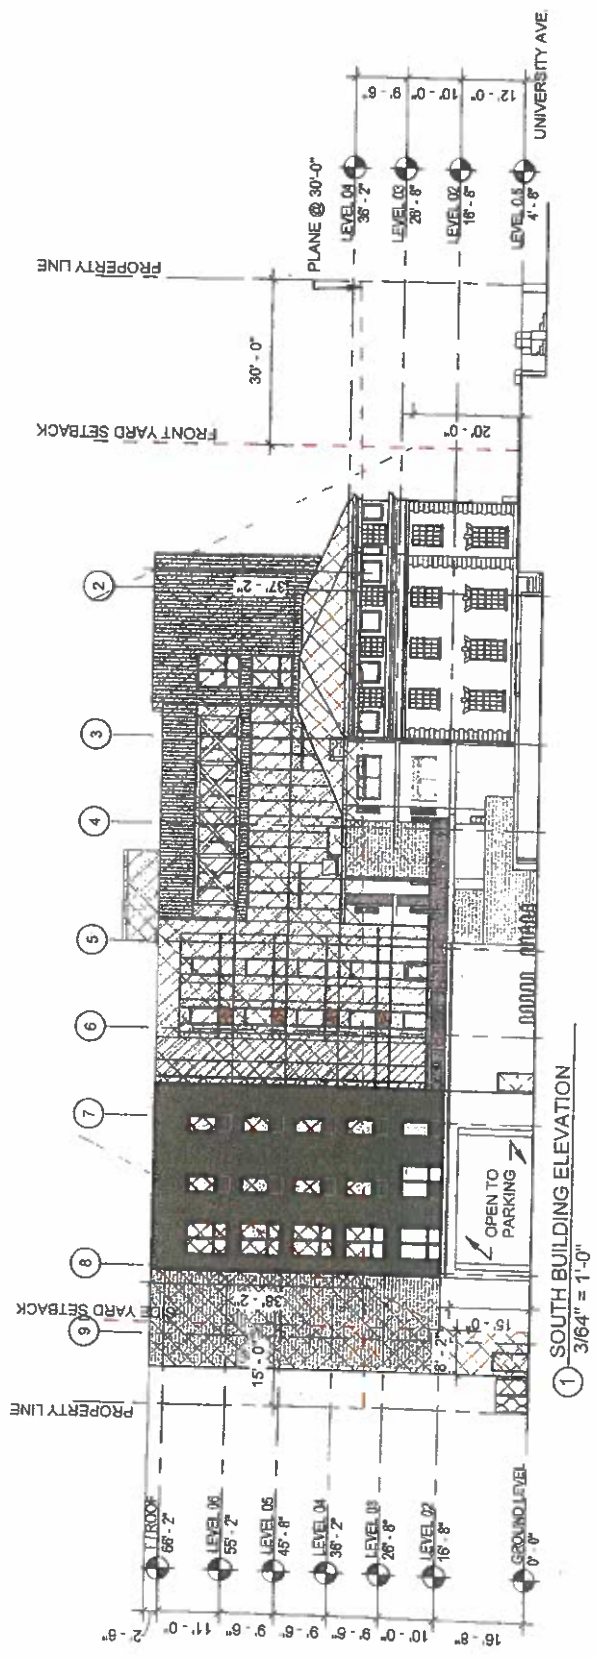 PROPERTY LINE
30' - 0"
PLANE @ 30'-0"
LEVEL 04
36' - 2"
LEVEL 03
26' - 8"
LEVEL 02
16' - 8"
LEVEL 0.5
4' - 8"
9' - 6"
10' - 0"
12' - 0"
UNIVERSITY AVE.
FRONT YARD SETBACK
20' - 0"
2
37' - 2"
3
4
5
6
7
8
9
OPEN TO
PARKING
YARD SETBACK
38' - 2"
15' - 0"
8' - 2"
PROPERTY LINE
ROOF
66' - 2"
LEVEL 06
55' - 2"
LEVEL 05
45' - 8"
LEVEL 04
36' - 2"
LEVEL 03
26' - 8"
LEVEL 02
16' - 8"
GROUND LEVEL
0' - 0"
2' - 6"
11' - 0"
9' - 6"
9' - 6"
9' - 6"
10' - 0"
16' - 8"
1
SOUTH BUILDING ELEVATION
3/64" = 1'-0"